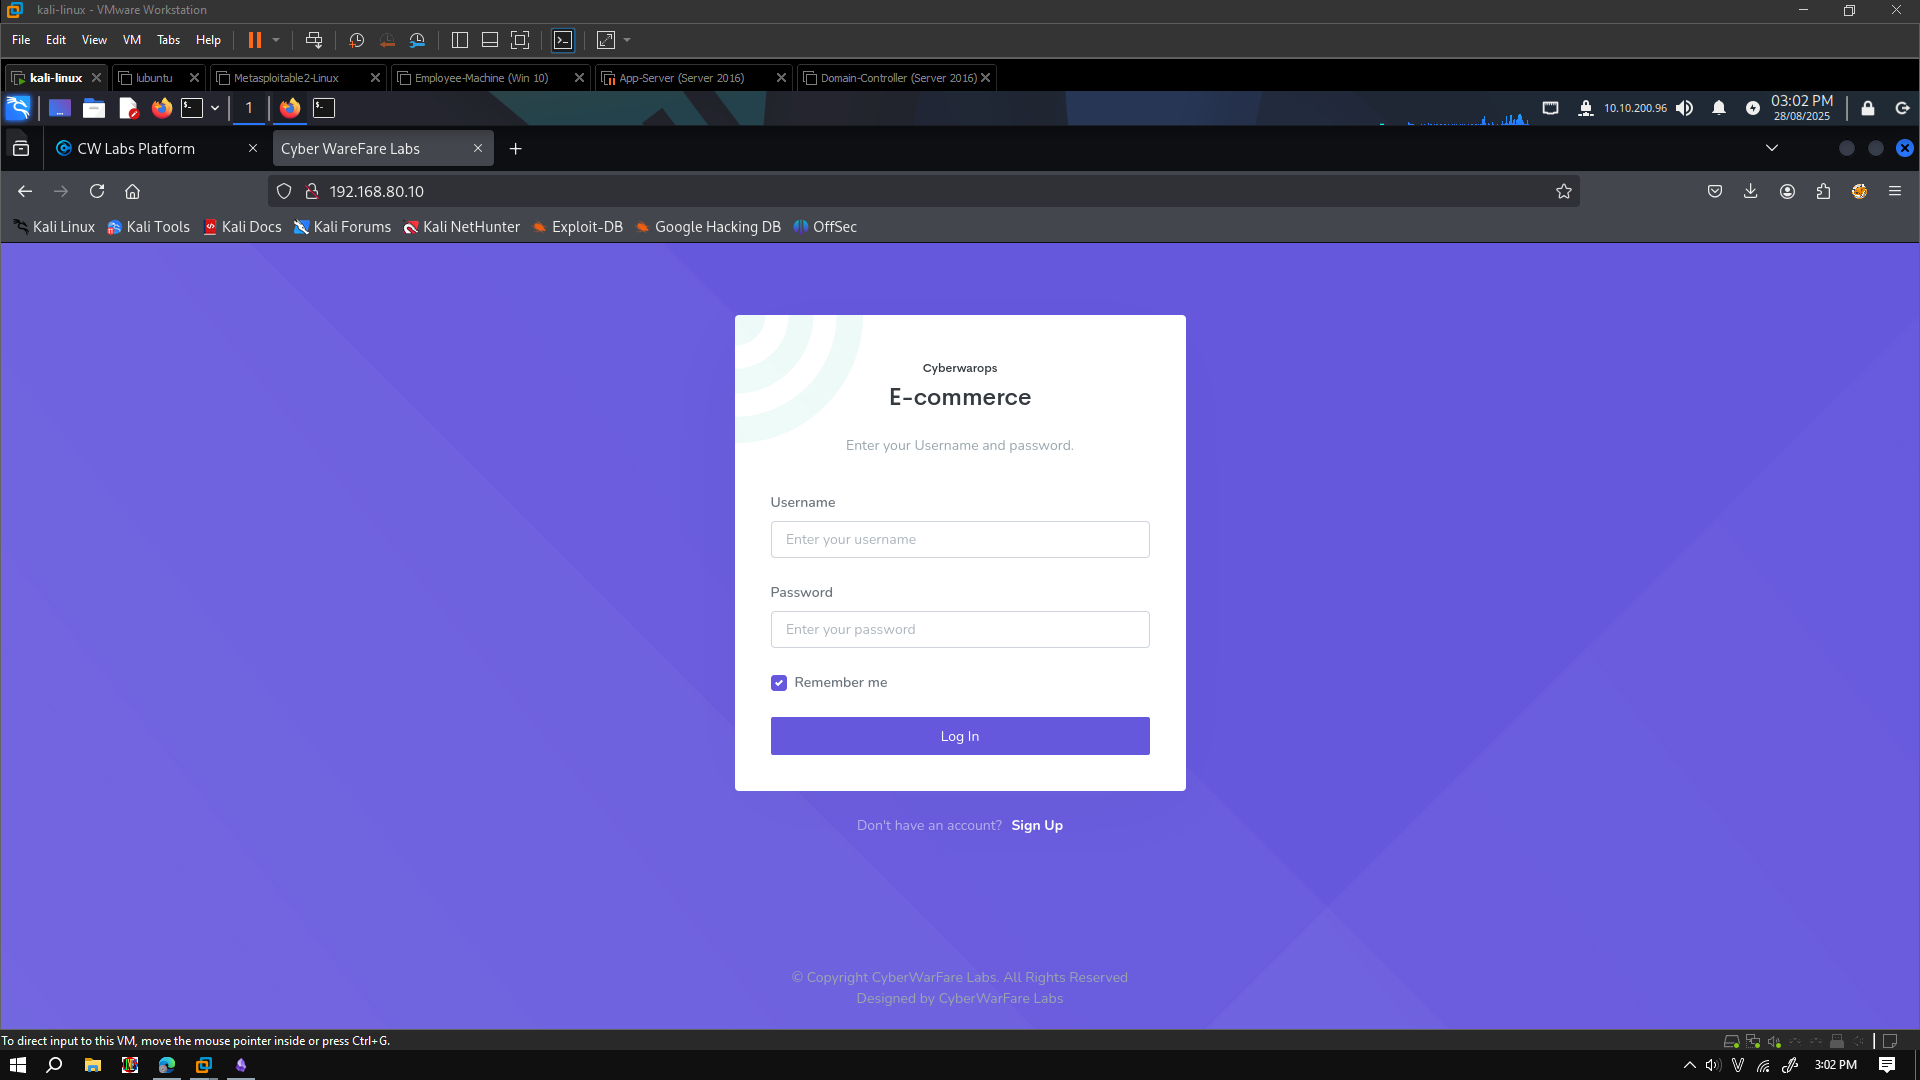 kali-linux - VMware Workstation
File Edit View VM Tabs Help
kali-linux lubuntu Metasploitable2-Linux Employee-Machine (Win 10) App-Server (Server 2016) Domain-Controller (Server 2016)
1 10.10.200.96 03:02 PM
28/08/2025
CW Labs Platform Cyber WareFare Labs
192.168.80.10
Kali Linux Kali Tools Kali Docs Kali Forums Kali NetHunter Exploit-DB Google Hacking DB OffSec
Cyberwarops
E-commerce
Enter your Username and password.
Username
Enter your username
Password
Enter your password
Remember me
Log In
Don't have an account? Sign Up
© Copyright CyberWarFare Labs. All Rights Reserved
Designed by CyberWarFare Labs
To direct input to this VM, move the mouse pointer inside or press Ctrl+G.
3:02 PM